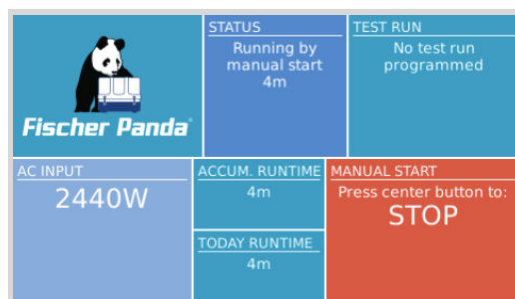 Fischer Panda
STATUS
Running by
manual start
4m
TEST RUN
No test run
programmed
AC INPUT
2440W
ACCUM. RUNTIME
4m
TODAY RUNTIME
4m
MANUAL START
Press center button to:
STOP